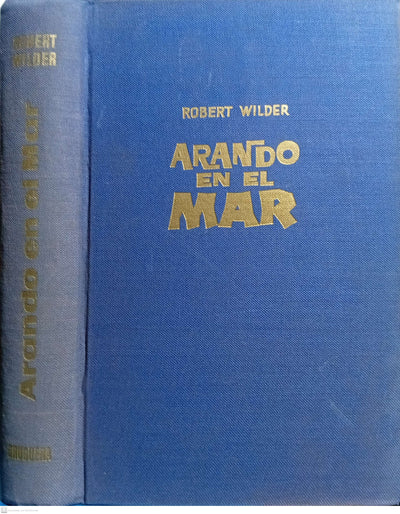 ROBERT
WILDER
Arando en el Mar
BRUGUERA
ROBERT WILDER
ARANDO
EN EL
MAR